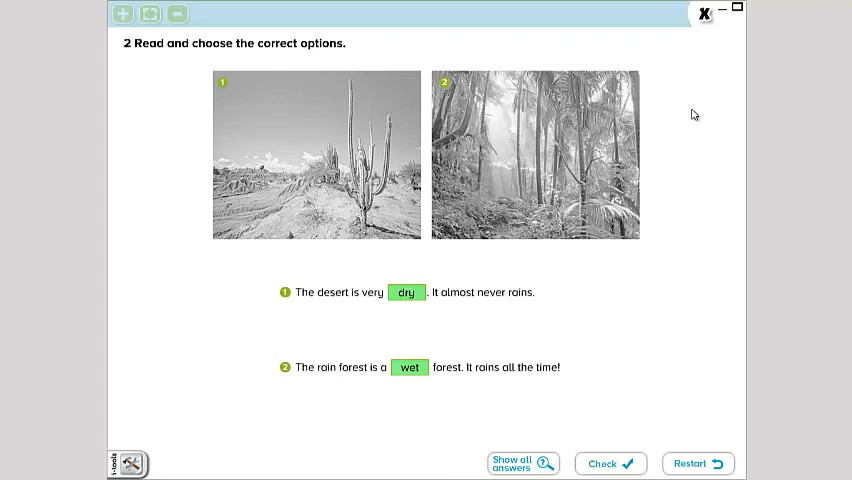 X
2 Read and choose the correct options.
1
2
1 The desert is very dry. It almost never rains.
2 The rain forest is a wet forest. It rains all the time!
t-tools
Show all
answers
Check
Restart